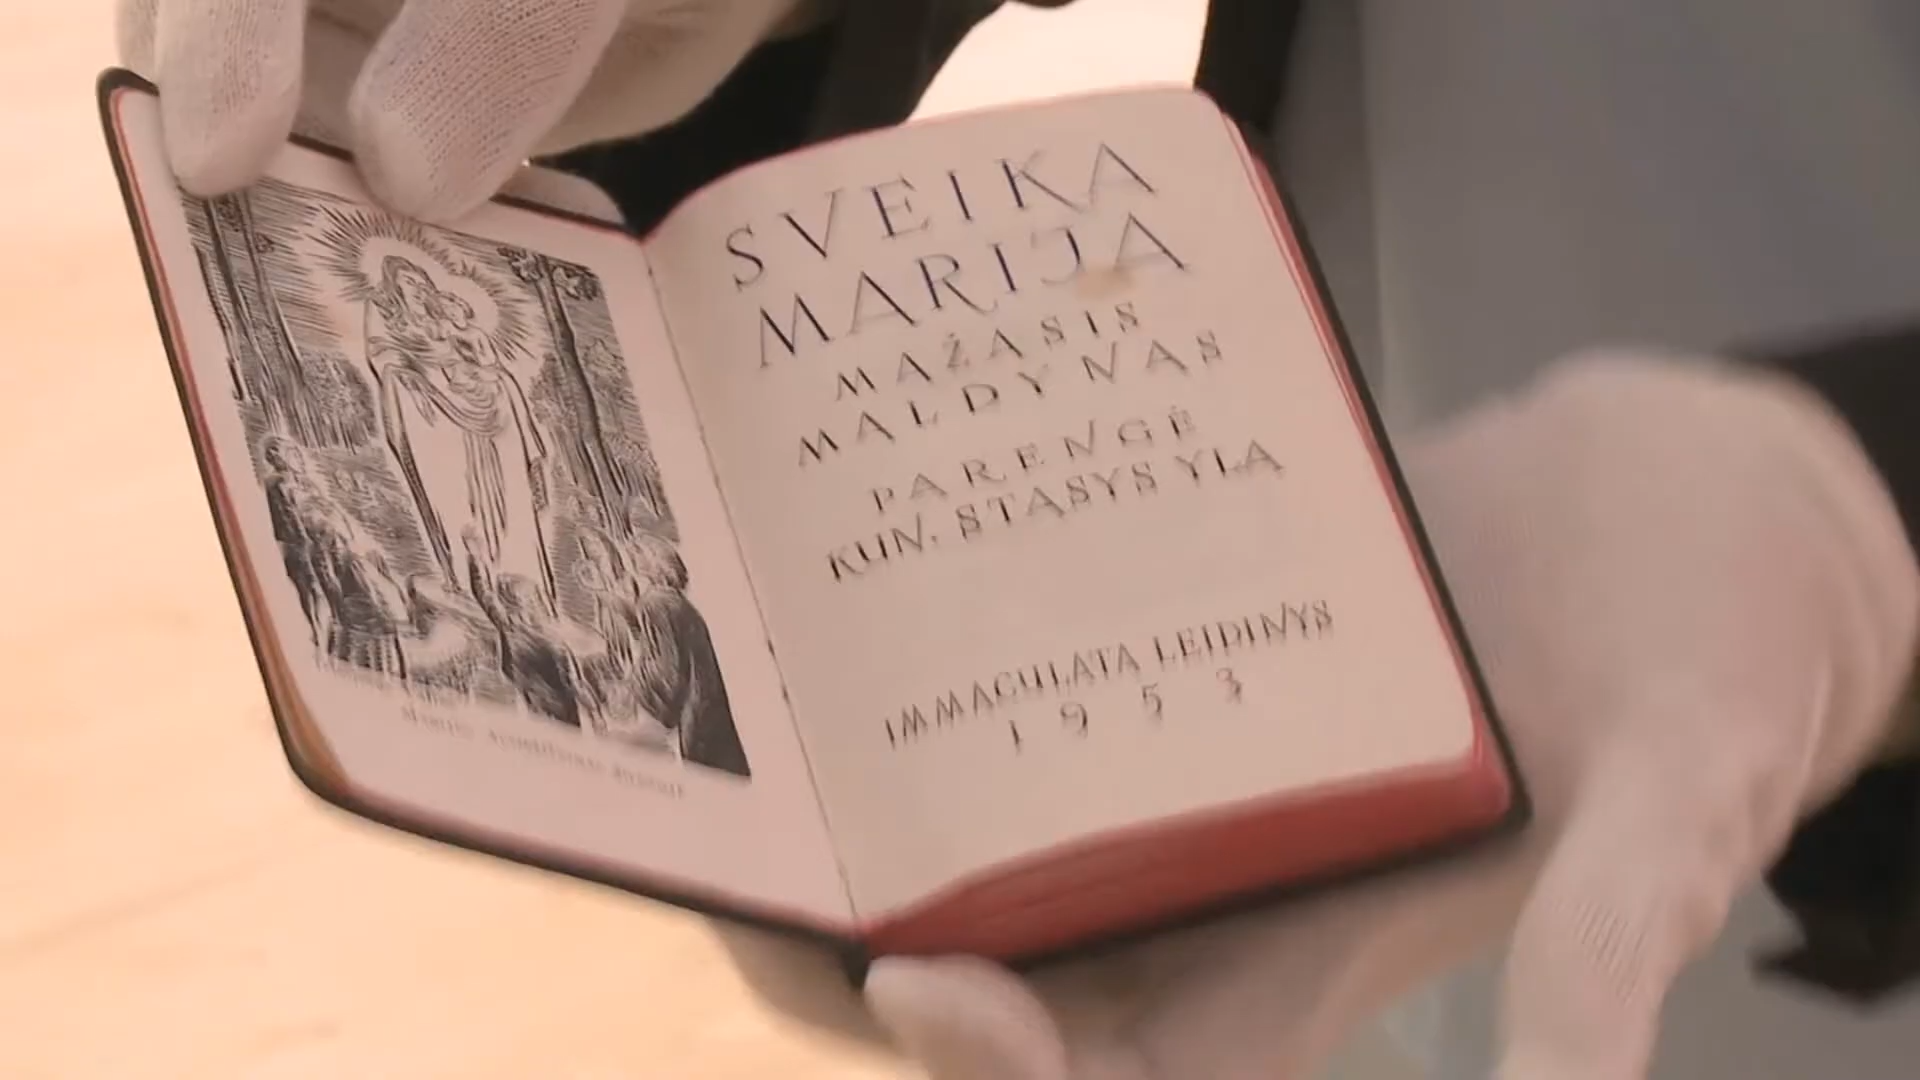 SVEIKA
MARIJA
MAŽASIS
MALDYNAS
PARENGĖ
KUN. STASYS YLA
IMMACULATA LEIDINYS
1953